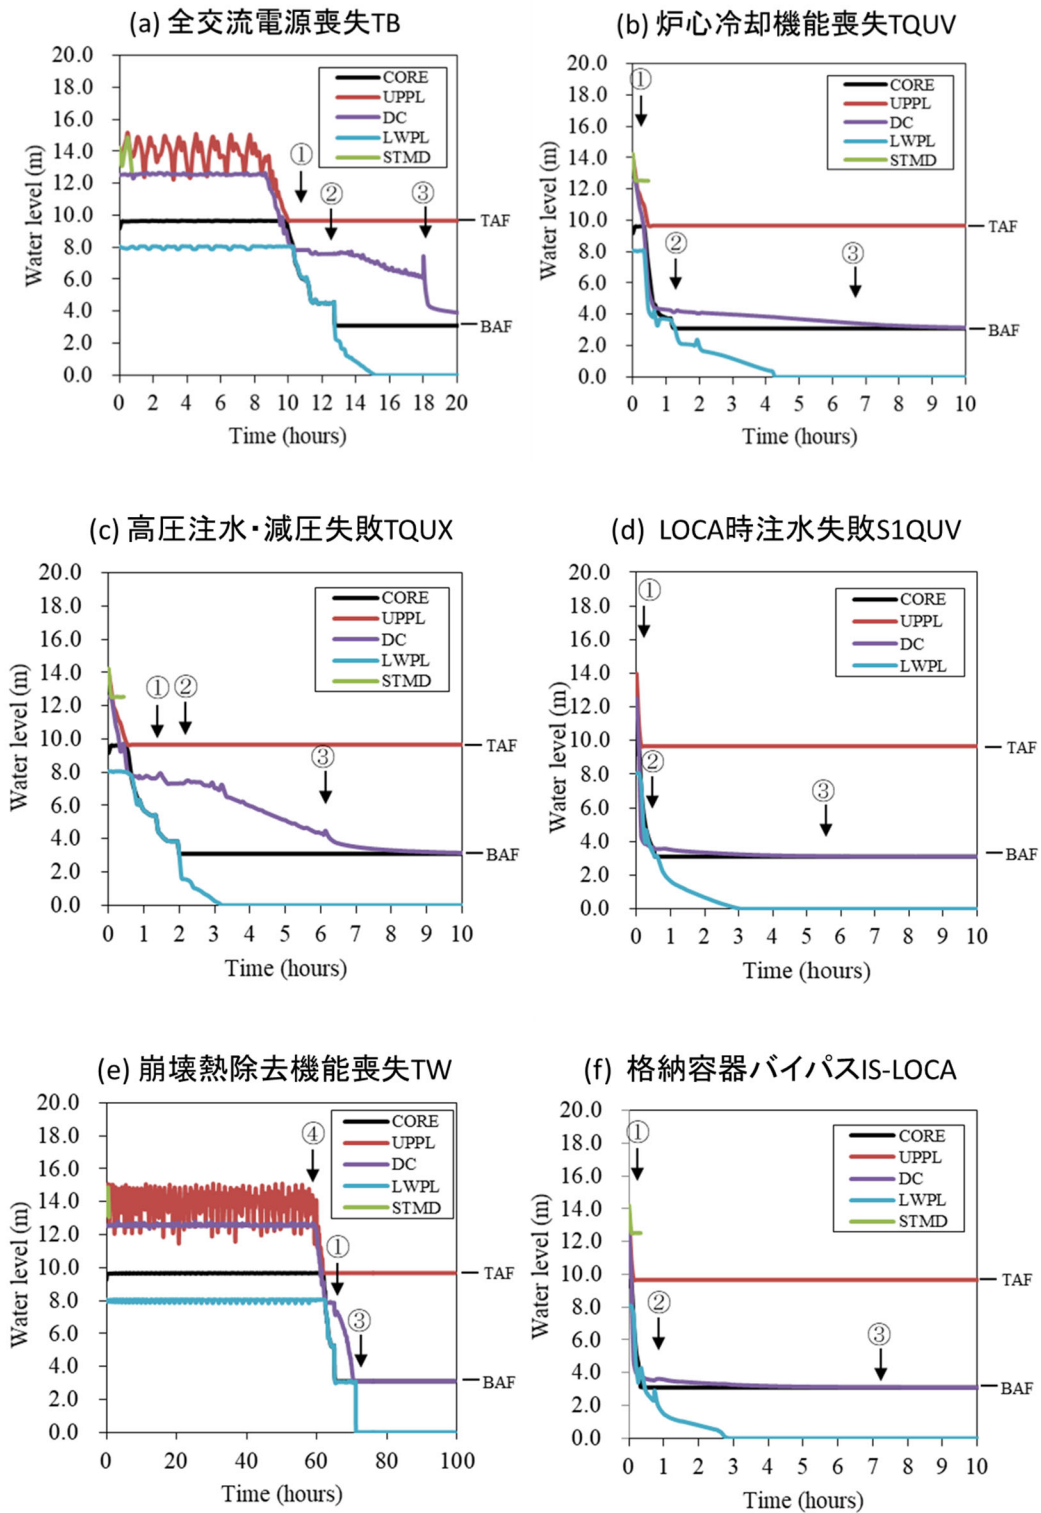 (a) 全交流電源喪失TB
20.0
18.0
16.0
14.0
12.0
10.0
8.0
6.0
4.0
2.0
0.0
Water level (m)
CORE
UPPL
DC
LWPL
STMD
①
②
③
TAF
BAF
0 2 4 6 8 10 12 14 16 18 20
Time (hours)
(b) 炉心冷却機能喪失TQUV
20.0
18.0
16.0
14.0
12.0
10.0
8.0
6.0
4.0
2.0
0.0
Water level (m)
①
CORE
UPPL
DC
LWPL
STMD
②
③
TAF
BAF
0 1 2 3 4 5 6 7 8 9 10
Time (hours)
(c) 高圧注水・減圧失敗TQUX
20.0
18.0
16.0
14.0
12.0
10.0
8.0
6.0
4.0
2.0
0.0
Water level (m)
CORE
UPPL
DC
LWPL
STMD
① ②
③
TAF
BAF
0 1 2 3 4 5 6 7 8 9 10
Time (hours)
(d) LOCA時注水失敗S1QUV
20.0
18.0
16.0
14.0
12.0
10.0
8.0
6.0
4.0
2.0
0.0
Water level (m)
①
CORE
UPPL
DC
LWPL
②
③
TAF
BAF
0 1 2 3 4 5 6 7 8 9 10
Time (hours)
(e) 崩壊熱除去機能喪失TW
20.0
18.0
16.0
14.0
12.0
10.0
8.0
6.0
4.0
2.0
0.0
Water level (m)
④
CORE
UPPL
DC
LWPL
STMD
①
③
TAF
BAF
0 20 40 60 80 100
Time (hours)
(f) 格納容器バイパスIS-LOCA
20.0
18.0
16.0
14.0
12.0
10.0
8.0
6.0
4.0
2.0
0.0
Water level (m)
①
CORE
UPPL
DC
LWPL
STMD
②
③
TAF
BAF
0 1 2 3 4 5 6 7 8 9 10
Time (hours)